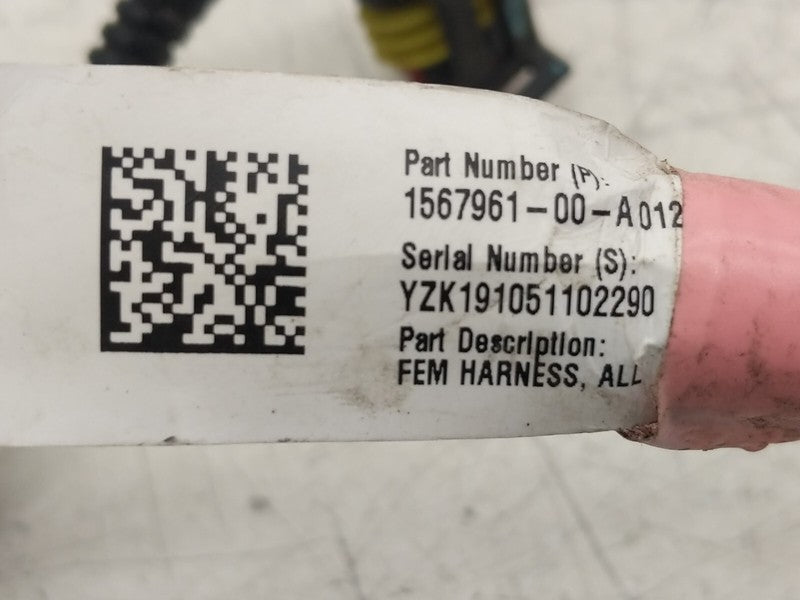 Part Number (P):
1567961-00-A012
Serial Number (S):
YZK191051102290
Part Description:
FEM HARNESS, ALL